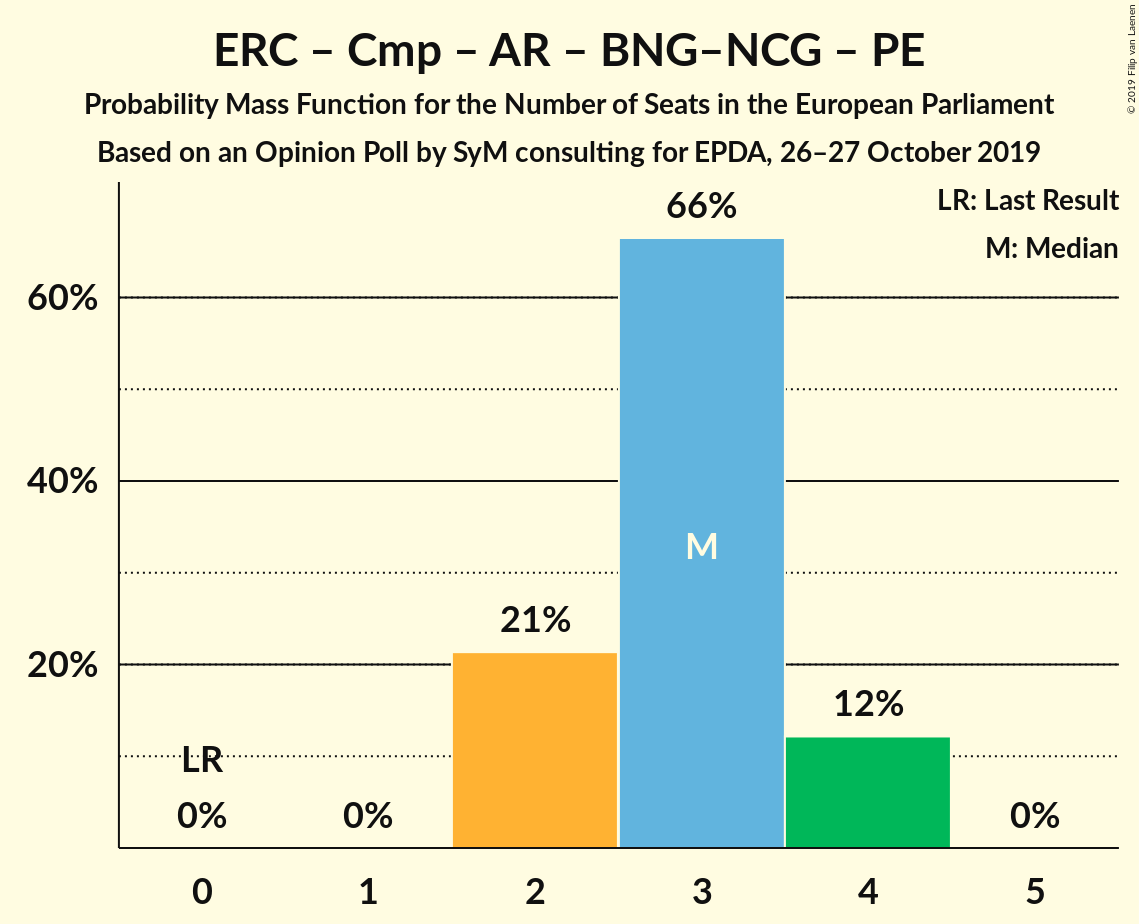 ERC – Cmp – AR – BNG–NCG – PE
Probability Mass Function for the Number of Seats in the European Parliament
Based on an Opinion Poll by SyM consulting for EPDA, 26–27 October 2019
© 2019 Filip van Laenen
LR: Last Result
M: Median
66%
60%
40%
M
21%
20%
12%
LR
0%
0%
0%
0
1
2
3
4
5